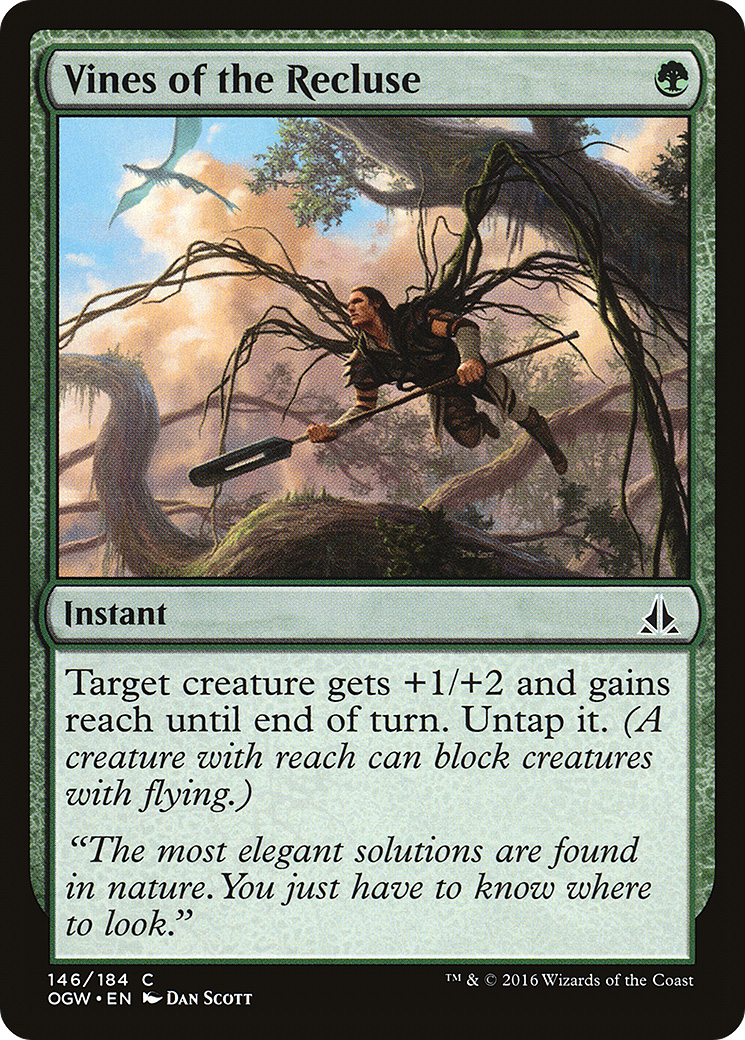 Vines of the Recluse
Dan Scott
Instant
Target creature gets +1/+2 and gains
reach until end of turn. Untap it. (A
creature with reach can block creatures
with flying.)
“The most elegant solutions are found
in nature. You just have to know where
to look.”
146/184 C
OGW • EN Dan Scott
™ & © 2016 Wizards of the Coast